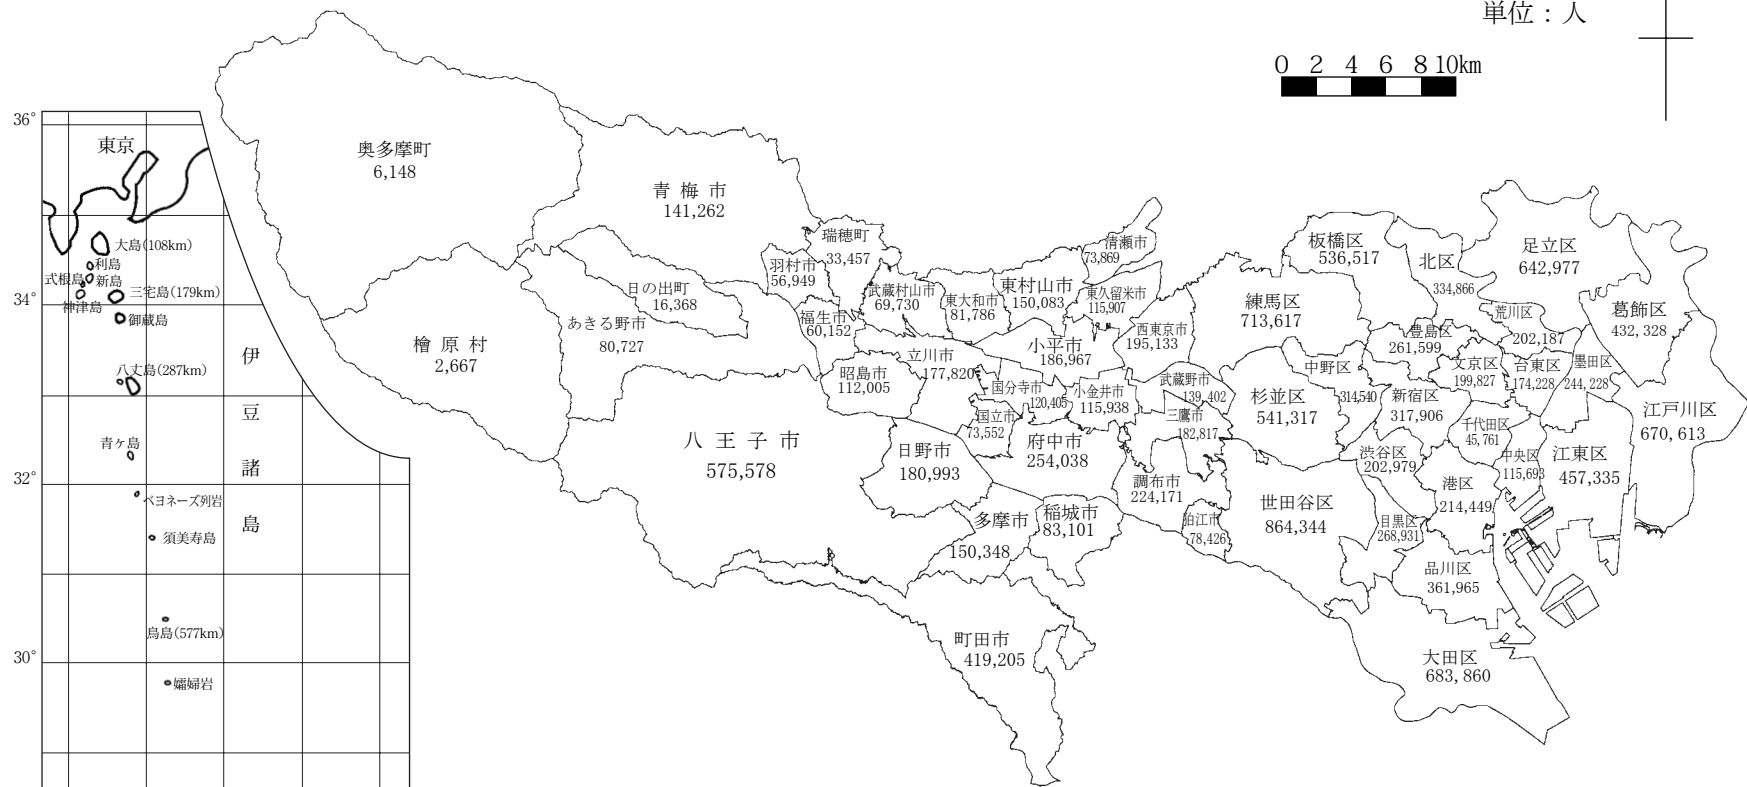 単位：人
0 2 4 6 8 10km
36°
34°
32°
30°
東京
大島(108km)
利島
式根島
新島
神津島
三宅島(179km)
御蔵島
八丈島(287km)
青ヶ島
ベヨネーズ列岩
須美寿島
鳥島(577km)
孀婦岩
伊豆諸島
奥多摩町
6,148
檜原村
2,667
青梅市
141,262
日の出町
16,368
あきる野市
80,727
瑞穂町
33,457
羽村市
56,949
福生市
60,152
武蔵村山市
69,730
東大和市
81,786
東村山市
150,083
清瀬市
73,869
東久留米市
115,907
西東京市
195,133
立川市
177,820
昭島市
112,005
小平市
186,967
国分寺市
120,405
小金井市
115,938
武蔵野市
139,402
三鷹市
182,817
国立市
73,552
八王子市
575,578
日野市
180,993
府中市
254,038
調布市
224,171
狛江市
78,426
多摩市
150,348
稲城市
83,101
町田市
419,205
板橋区
536,517
北区
334,866
足立区
642,977
練馬区
713,617
荒川区
202,187
葛飾区
432,328
豊島区
261,599
文京区
199,827
台東区
174,228
墨田区
244,228
中野区
314,540
杉並区
541,317
新宿区
317,906
千代田区
45,761
江戸川区
670,613
渋谷区
202,979
中央区
115,693
江東区
457,335
港区
214,449
世田谷区
864,344
目黒区
268,931
品川区
361,965
大田区
683,860